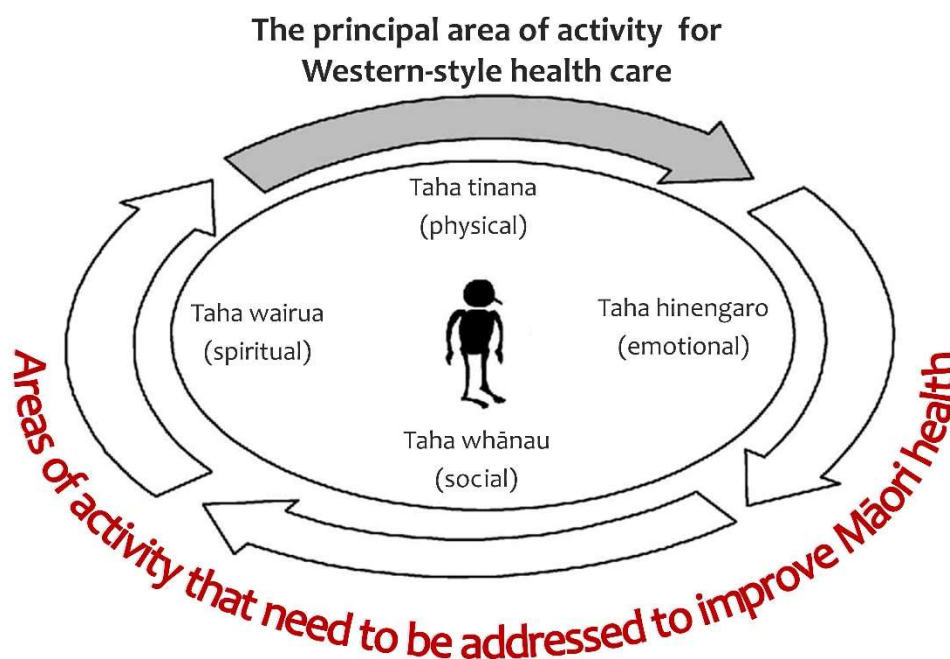 The principal area of activity for
Western-style health care
Taha tinana
(physical)
Taha wairua
(spiritual)
Taha hinengaro
(emotional)
Taha whānau
(social)
Areas of activity that need to be addressed to improve Māori health